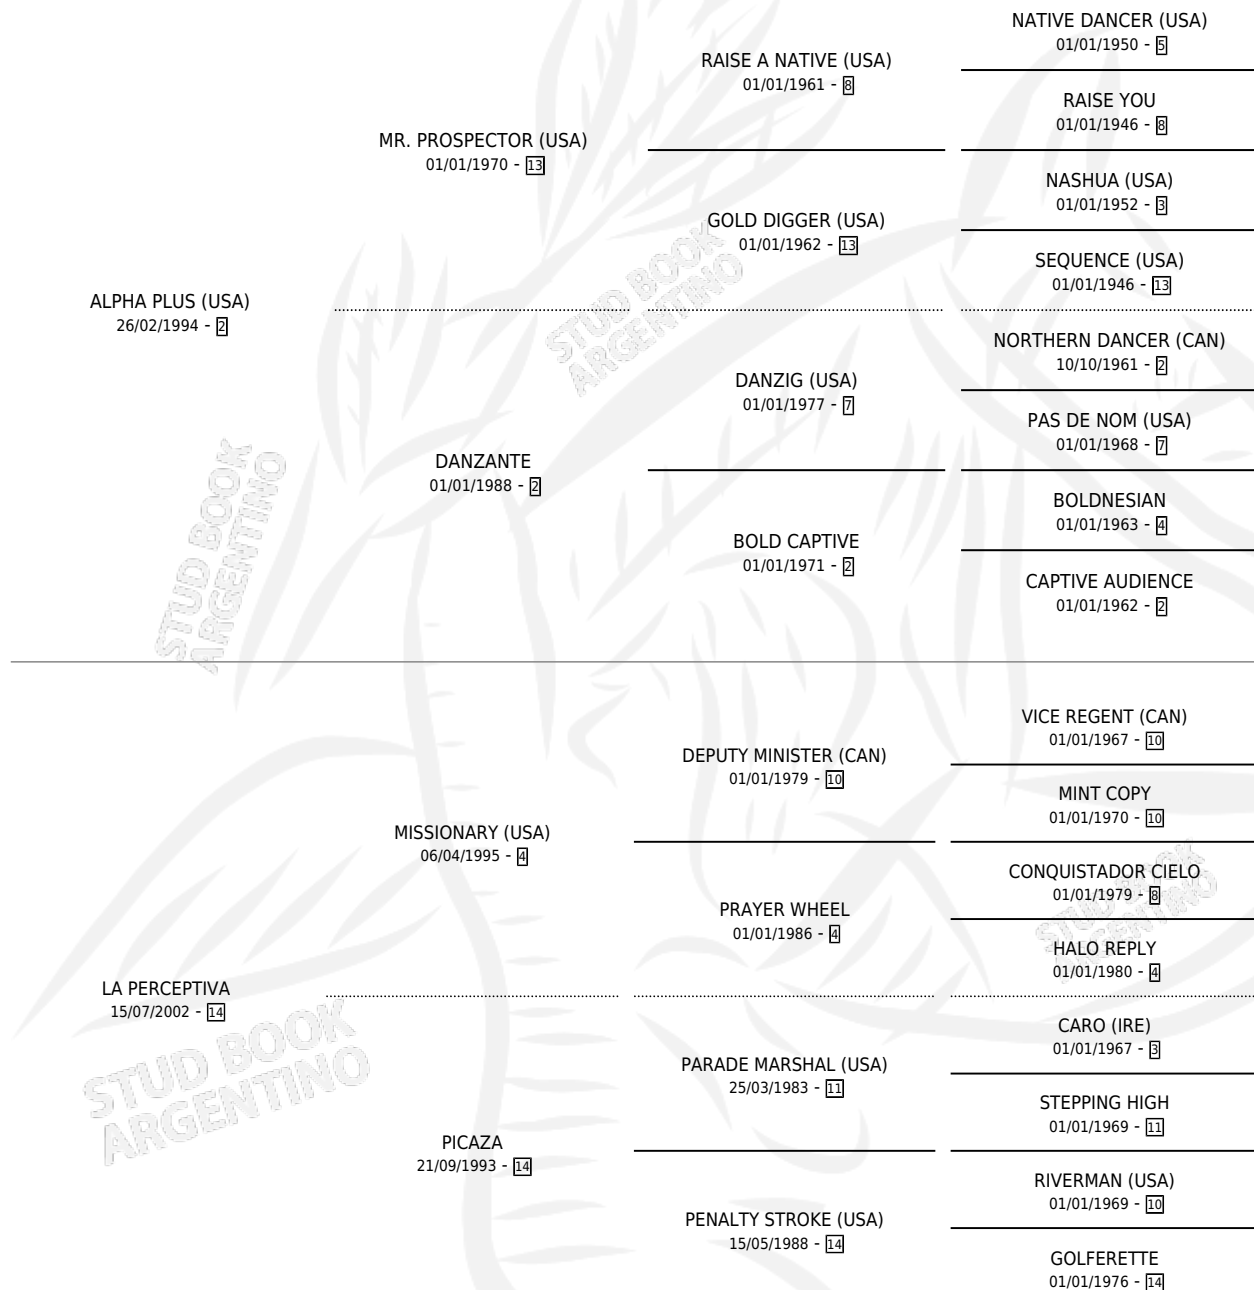 NATIVE DANCER (USA)
01/01/1950 - 5
RAISE A NATIVE (USA)
01/01/1961 - 8
RAISE YOU
01/01/1946 - 8
MR. PROSPECTOR (USA)
01/01/1970 - 13
NASHUA (USA)
01/01/1952 - 3
GOLD DIGGER (USA)
01/01/1962 - 13
SEQUENCE (USA)
01/01/1946 - 13
ALPHA PLUS (USA)
26/02/1994 - 2
STUD BOOK
ARGENTINO
NORTHERN DANCER (CAN)
10/10/1961 - 2
DANZIG (USA)
01/01/1977 - 7
PAS DE NOM (USA)
01/01/1968 - 7
DANZANTE
01/01/1988 - 2
BOLDNESIAN
01/01/1963 - 4
BOLD CAPTIVE
01/01/1971 - 2
CAPTIVE AUDIENCE
01/01/1962 - 2
STUD BOOK
ARGENTINO
VICE REGENT (CAN)
01/01/1967 - 10
DEPUTY MINISTER (CAN)
01/01/1979 - 10
MINT COPY
01/01/1970 - 10
MISSIONARY (USA)
06/04/1995 - 4
CONQUISTADOR CIELO
01/01/1979 - 8
PRAYER WHEEL
01/01/1986 - 4
STUD BOOK
ARGENTINO
HALO REPLY
01/01/1980 - 4
LA PERCEPTIVA
15/07/2002 - 14
CARO (IRE)
01/01/1967 - 3
PARADE MARSHAL (USA)
25/03/1983 - 11
STUD BOOK
ARGENTINO
STEPPING HIGH
01/01/1969 - 11
PICAZA
21/09/1993 - 14
RIVERMAN (USA)
01/01/1969 - 10
PENALTY STROKE (USA)
15/05/1988 - 14
GOLFERETTE
01/01/1976 - 14